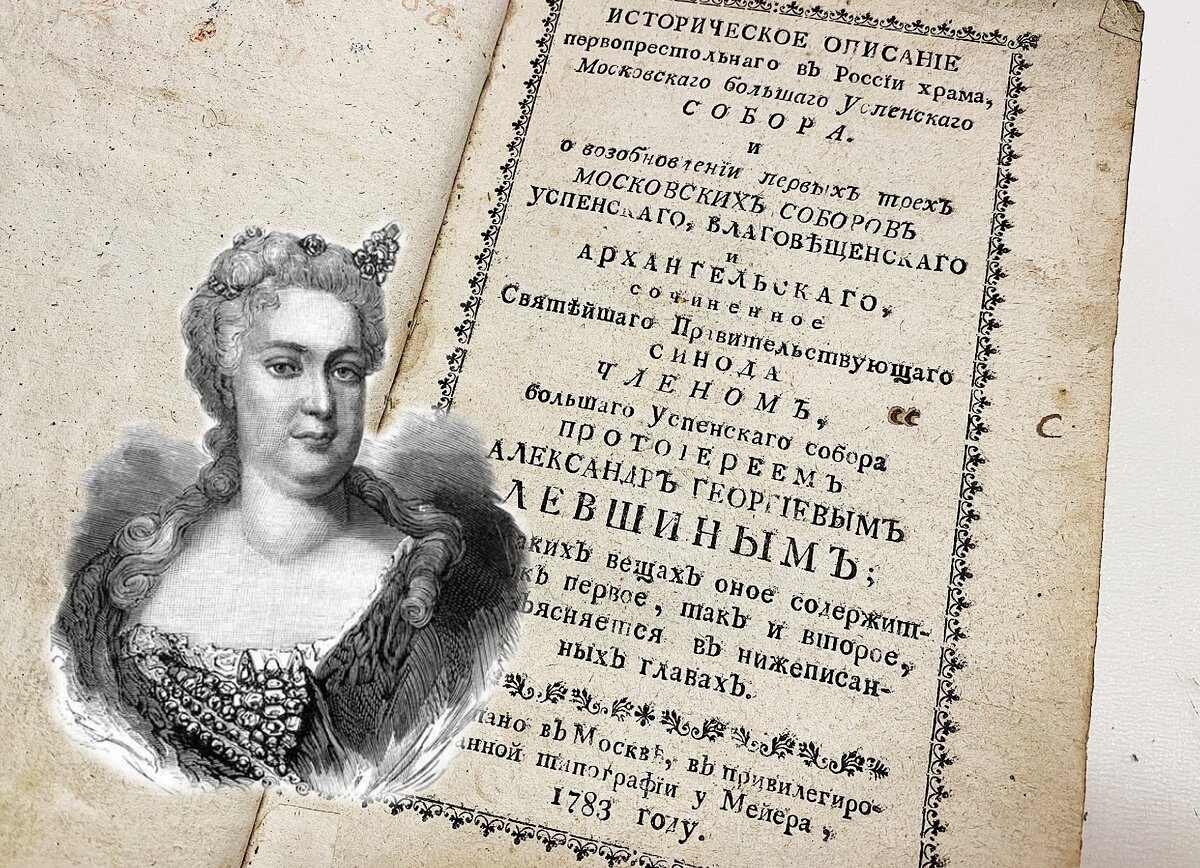 ИСТОРИЧЕСКОЕ ОПИСАНІЕ
первопрестольнаго въ Россіи храма,
Московскаго большаго Успенскаго
СОБОРА.
и
о возобновленіи первыхъ трехъ
МОСКОВСКИХЪ СОБОРОВЪ
УСПЕНСКАГО, БЛАГОВѢЩЕНСКАГО
и
АРХАНГЕЛЬСКАГО,
сочиненное
Святѣйшаго Правительствующаго
СИНОДА
ЧЛЕНОМЪ,
большаго Успенскаго собора
ПРОТОІЕРЕЕМЪ
АЛЕКСАНДРЪ ГЕОРГІЕВЫМЪ
ЛЕВШИНЫМЪ;
вещахъ оное содержит-
первое, такъ и второе,
въ нижеписан-
ныхъ главахъ.
въ Москвѣ, въ привилегиро-
типографіи у Мейера,
1783 году.